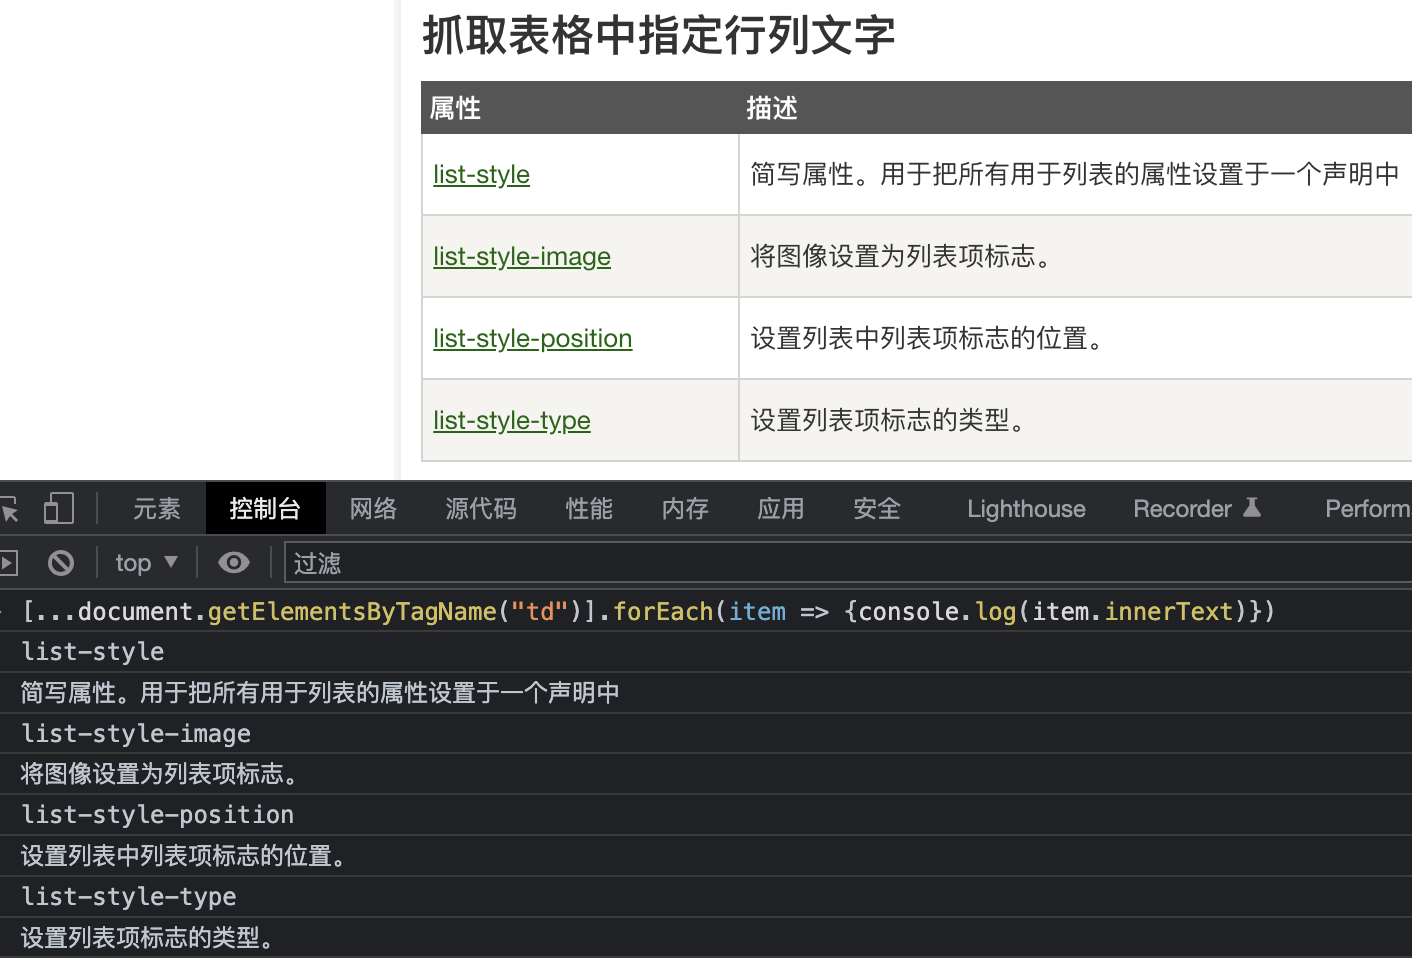 抓取表格中指定行列文字
属性 描述
list-style 简写属性。用于把所有用于列表的属性设置于一个声明中
list-style-image 将图像设置为列表项标志。
list-style-position 设置列表中列表项标志的位置。
list-style-type 设置列表项标志的类型。
元素 控制台 网络 源代码 性能 内存 应用 安全 Lighthouse Recorder Perform
top 过滤
[...document.getElementsByTagName("td")].forEach(item => {console.log(item.innerText)})
list-style
简写属性。用于把所有用于列表的属性设置于一个声明中
list-style-image
将图像设置为列表项标志。
list-style-position
设置列表中列表项标志的位置。
list-style-type
设置列表项标志的类型。